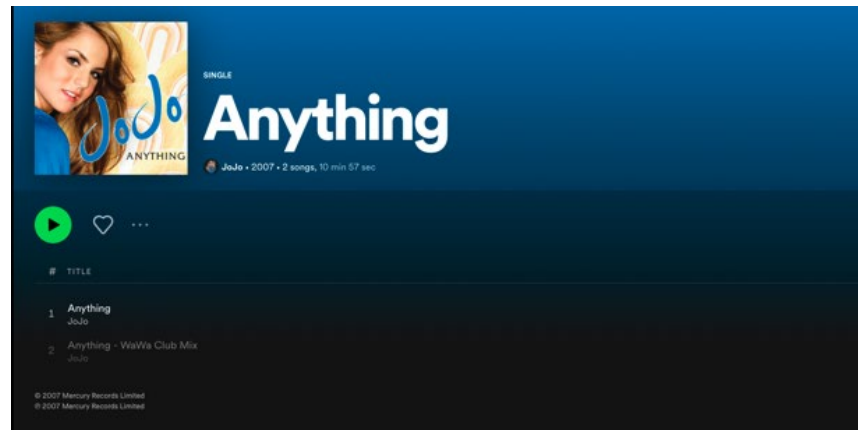 JoJo
ANYTHING
SINGLE
Anything
JoJo • 2007 • 2 songs, 10 min 57 sec
# TITLE
1 Anything
JoJo
2 Anything - WaWa Club Mix
JoJo
© 2007 Mercury Records Limited
℗ 2007 Mercury Records Limited